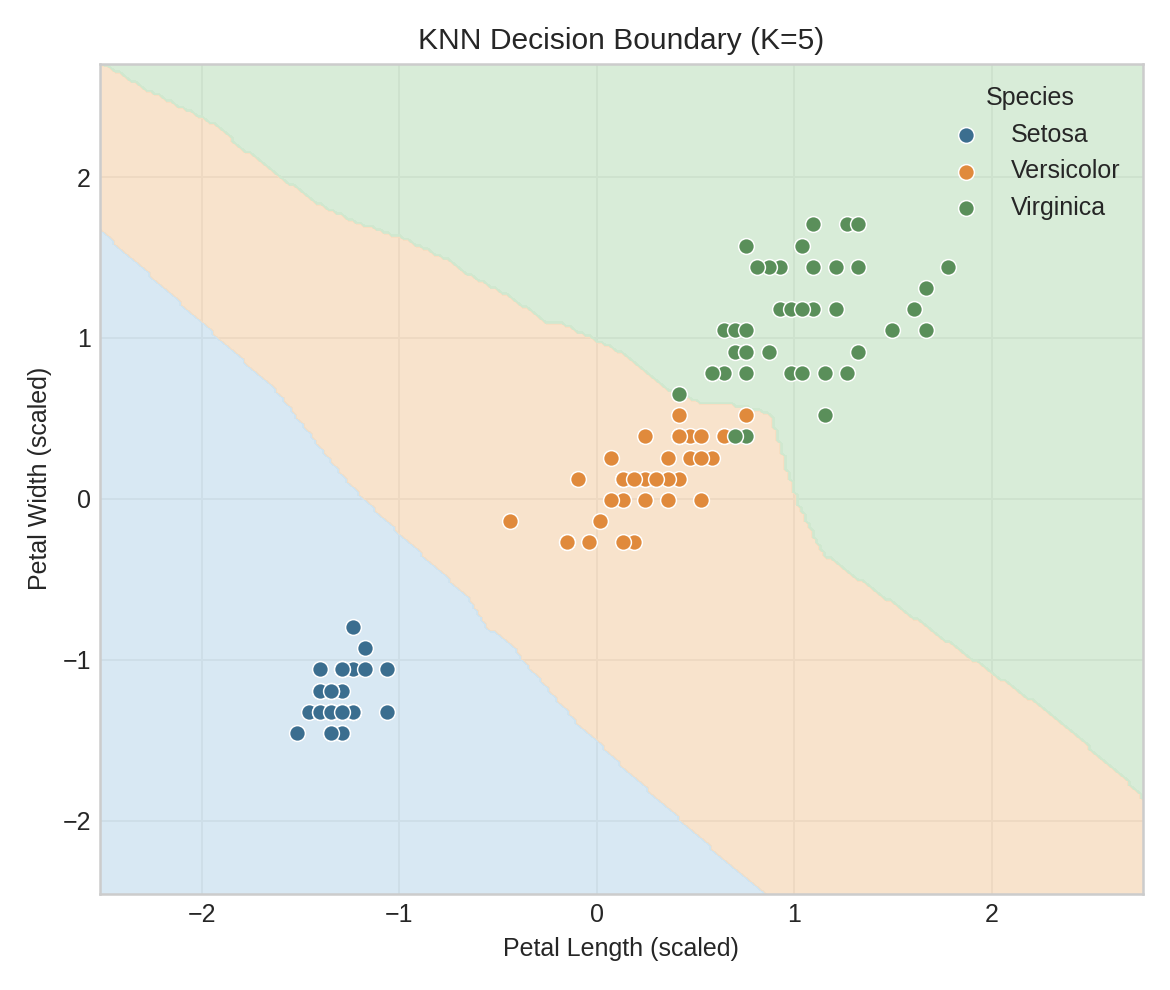 KNN Decision Boundary (K=5)
Species
Setosa
Versicolor
Virginica
2
1
0
−1
−2
Petal Width (scaled)
−2
−1
0
1
2
Petal Length (scaled)